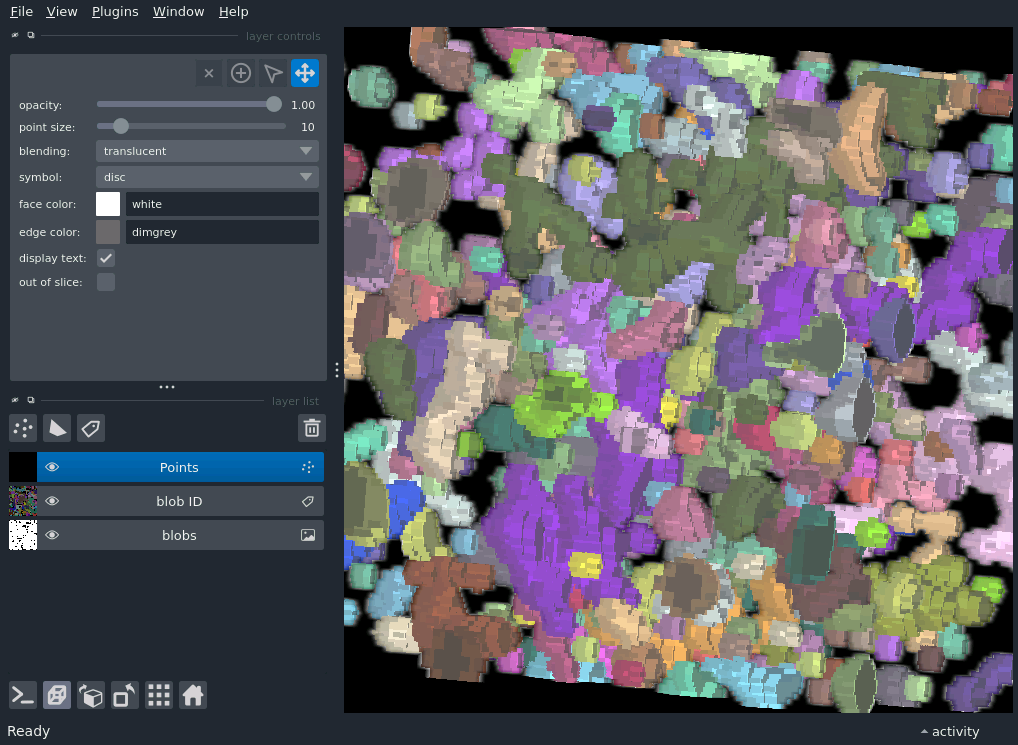 File View Plugins Window Help
layer controls
opacity: 1.00
point size: 10
blending: translucent
symbol: disc
face color: white
edge color: dimgrey
display text:
out of slice:
layer list
Points
blob ID
blobs
Ready
activity